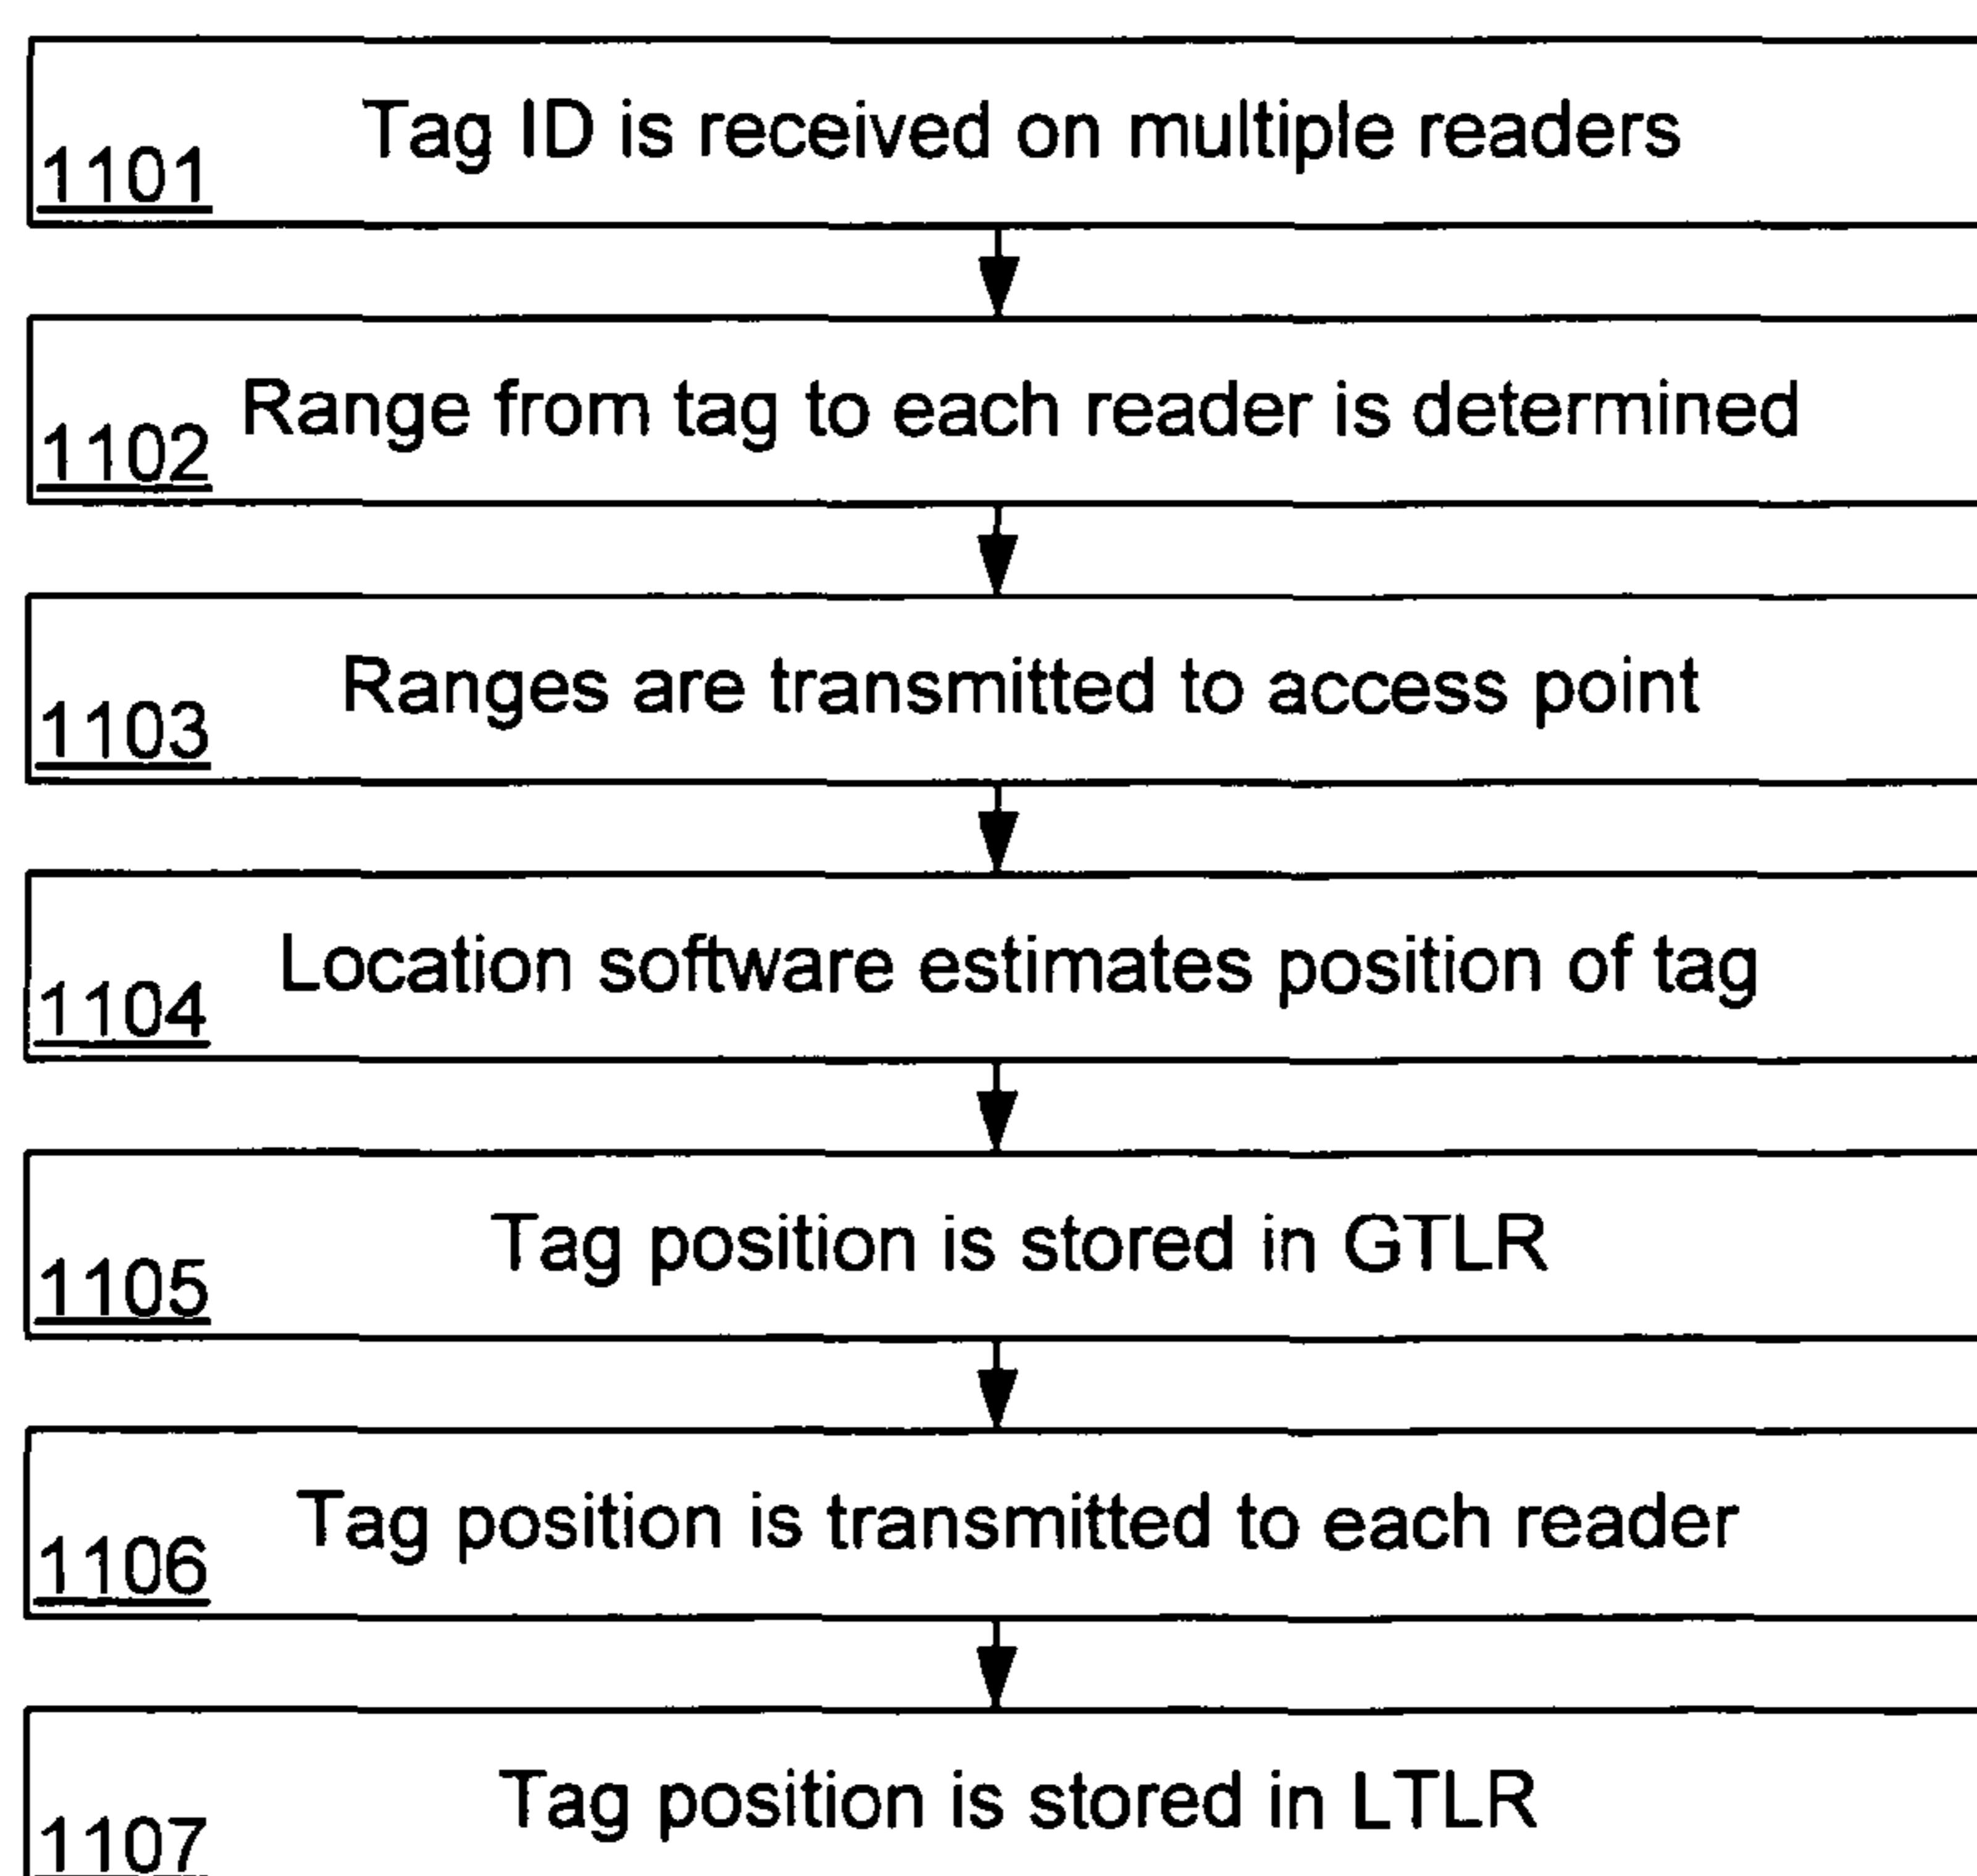 Tag ID is received on multiple readers
1101
Range from tag to each reader is determined
1102
Ranges are transmitted to access point
1103
Location software estimates position of tag
1104
Tag position is stored in GTLR
1105
Tag position is transmitted to each reader
1106
Tag position is stored in LTLR
1107